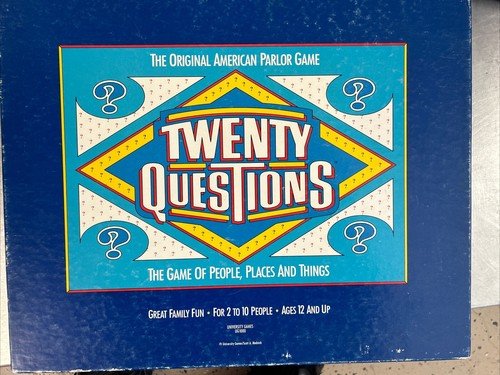 THE ORIGINAL AMERICAN PARLOR GAME
TWENTY
QUESTIONS
THE GAME OF PEOPLE, PLACES AND THINGS
GREAT FAMILY FUN • FOR 2 TO 10 PEOPLE • AGES 12 AND UP
UNIVERSITY GAMES